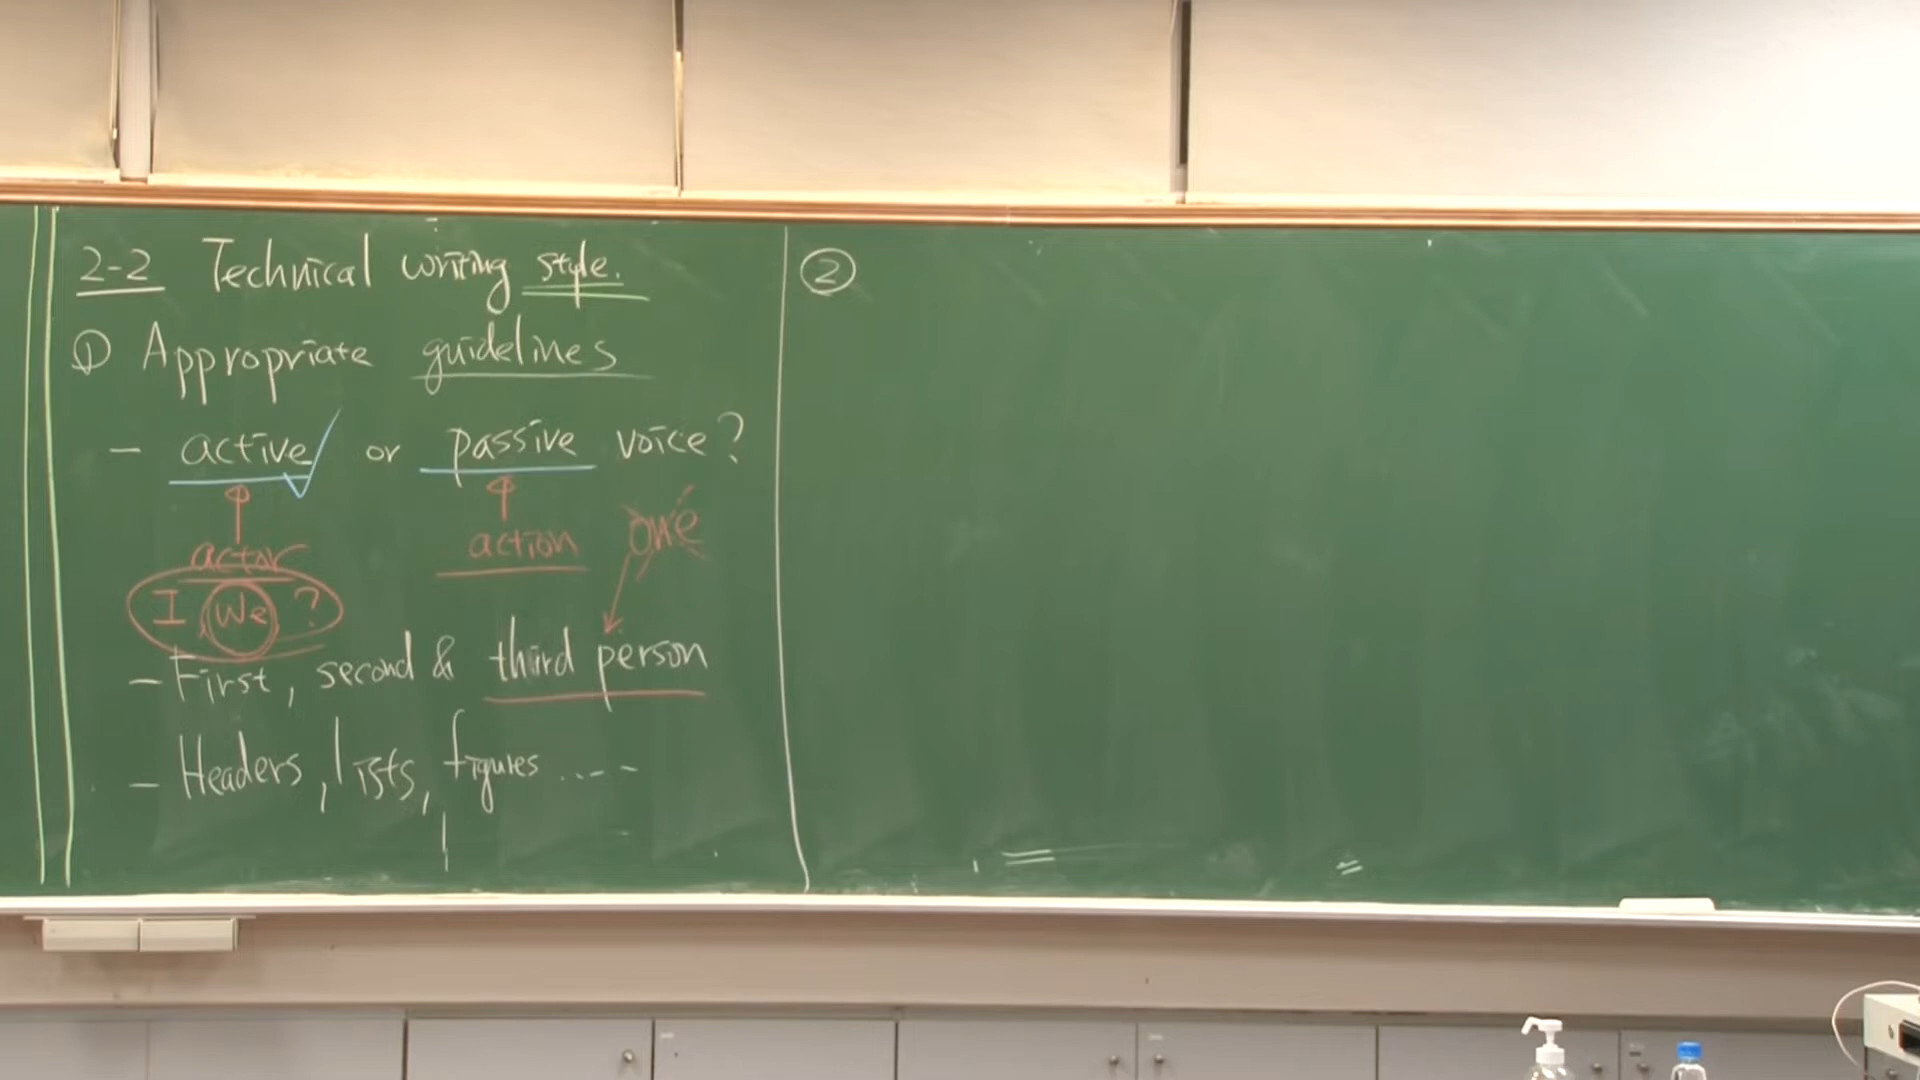 2-2 Technical writing style.
① Appropriate guidelines
- active or passive voice?
actor action one
I We ?
- First, second & third person
- Headers, lists, figures ....
②